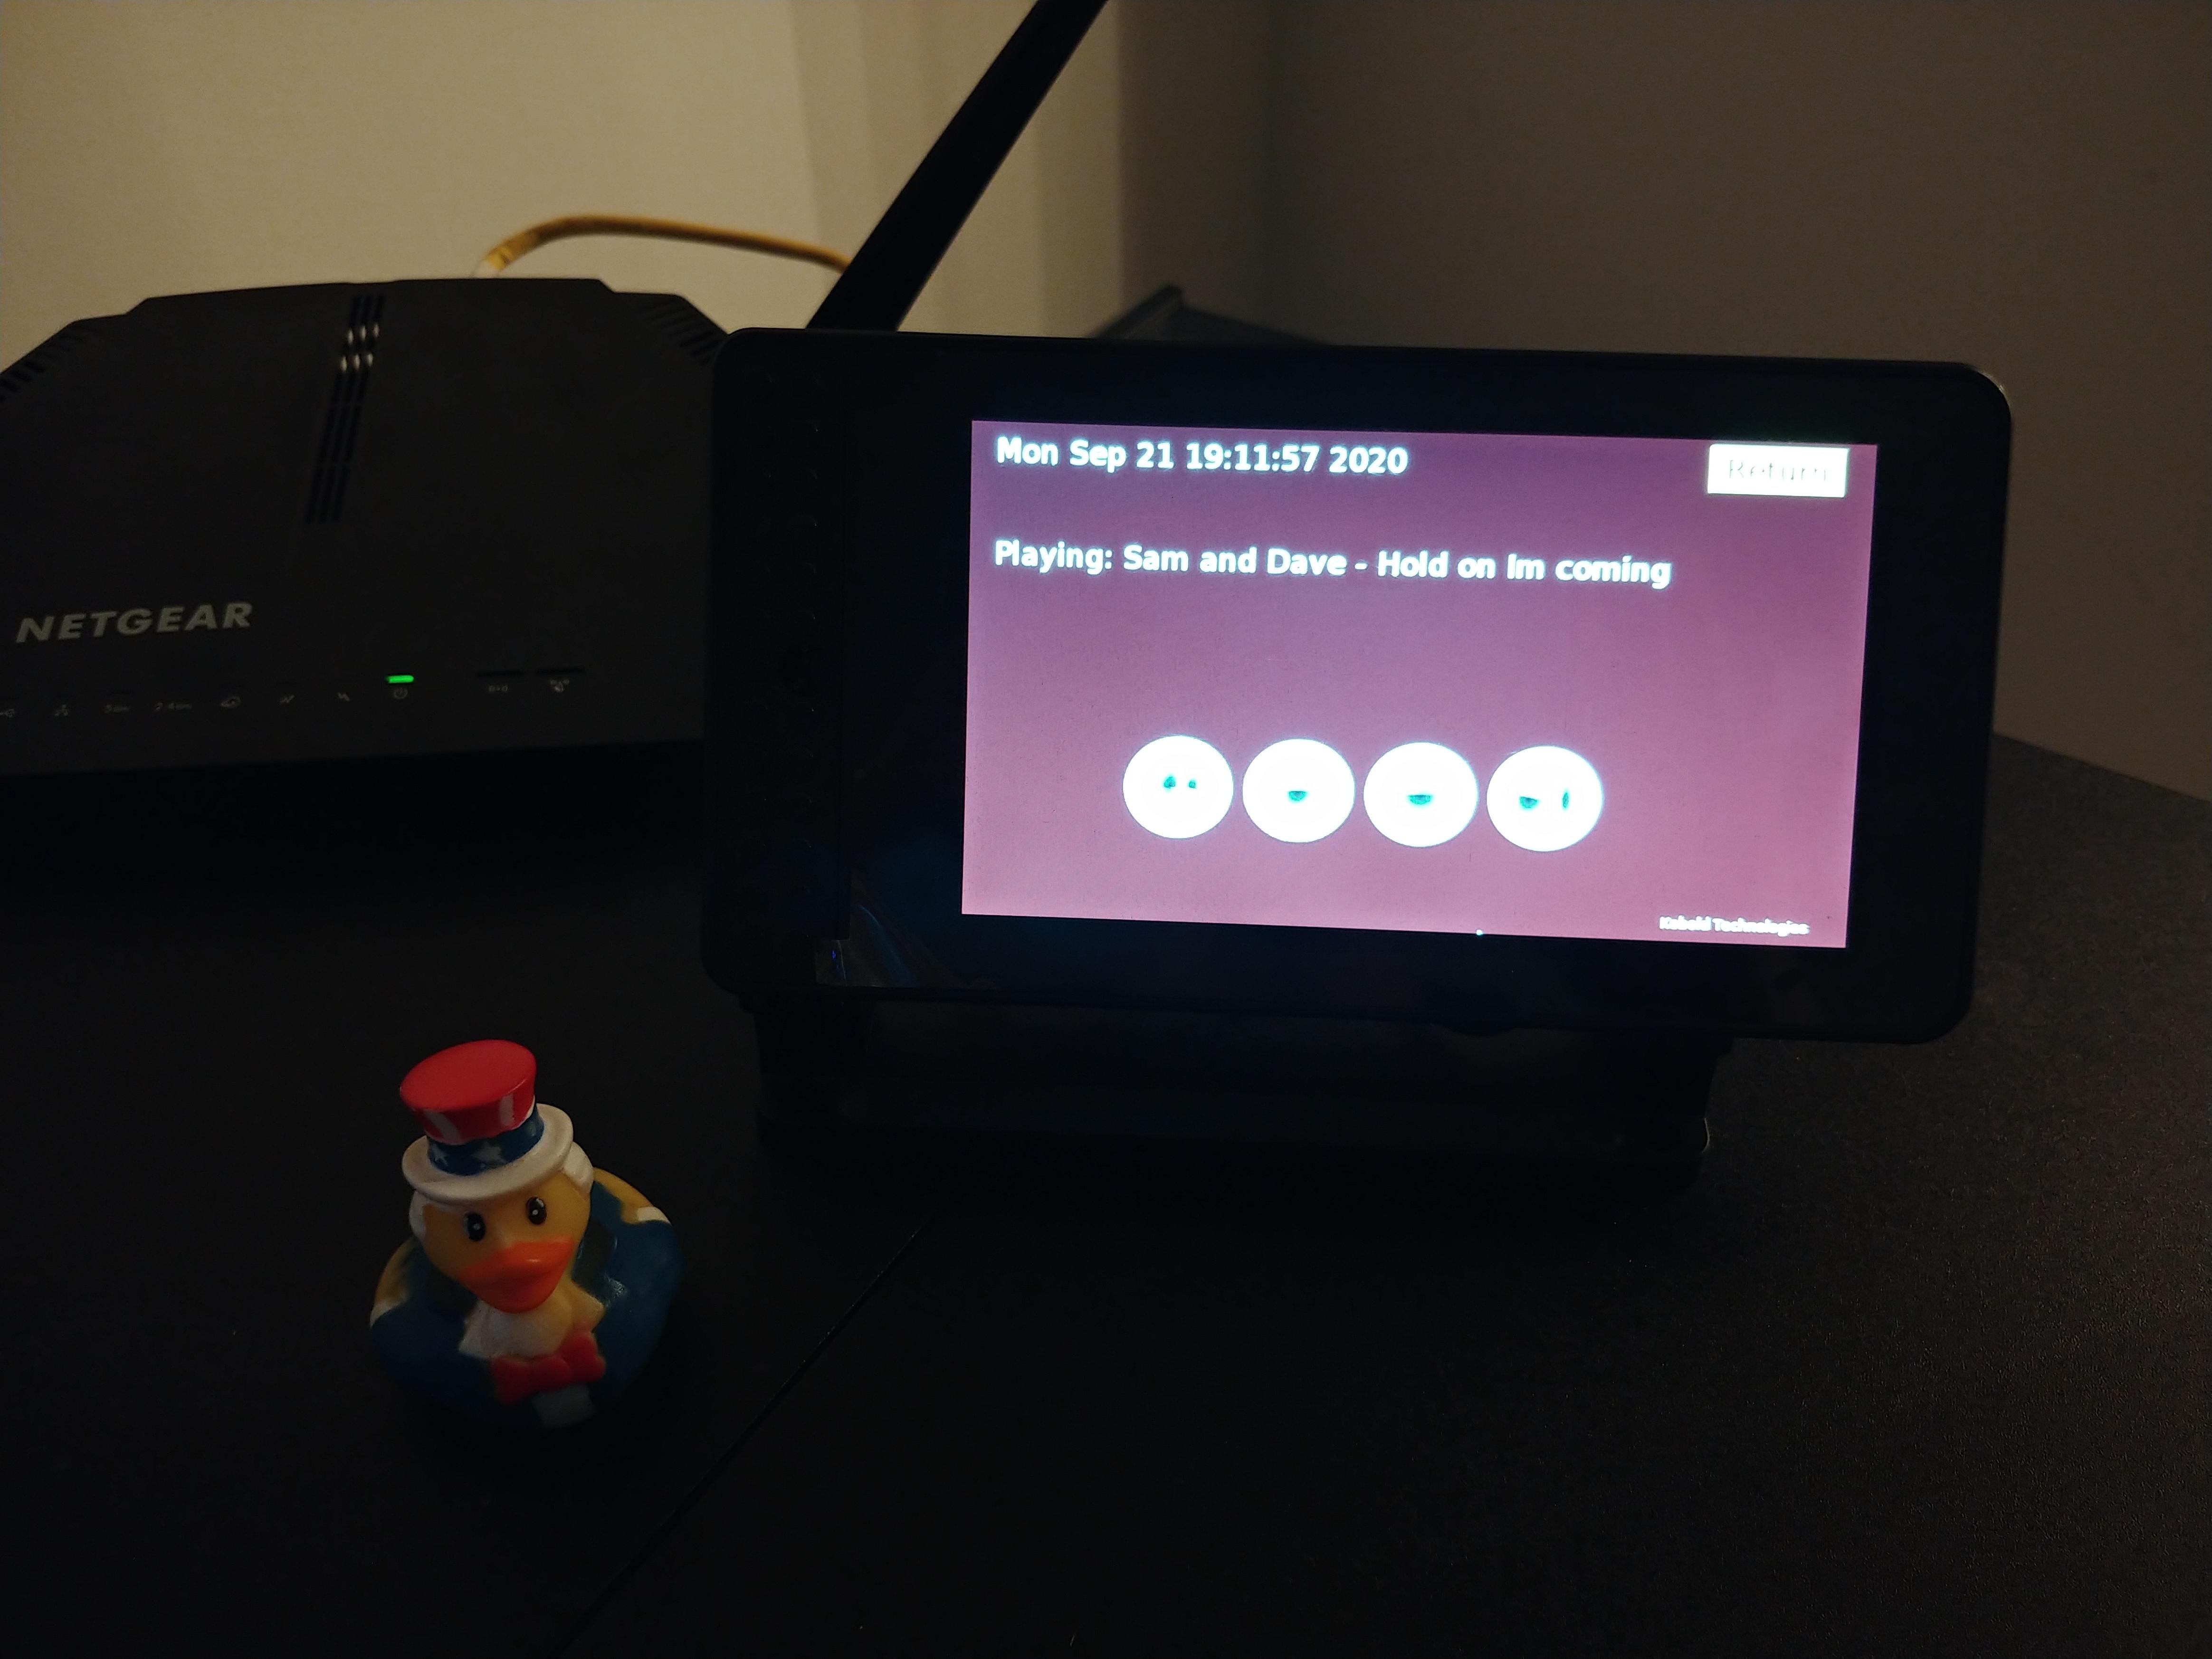 NETGEAR
Mon Sep 21 19:11:57 2020
Return
Playing: Sam and Dave - Hold on Im coming
Kobold Technologies